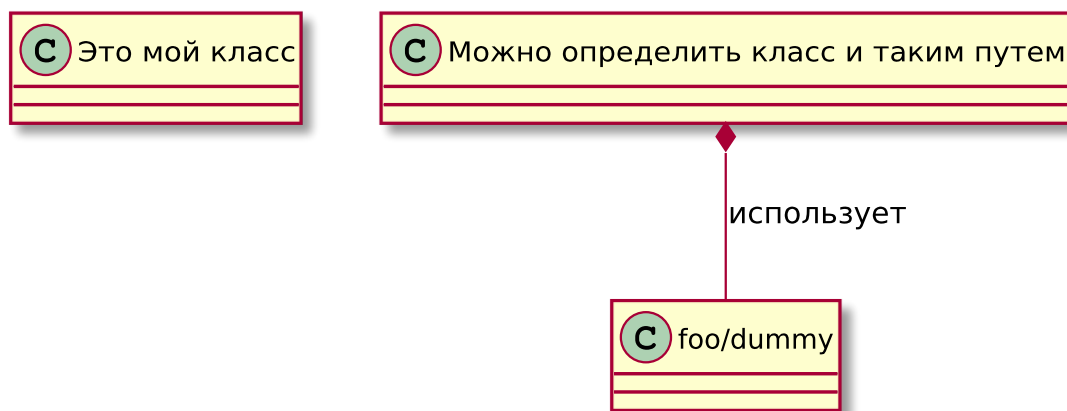 C Это мой класс
C Можно определить класс и таким путем
использует
C foo/dummy